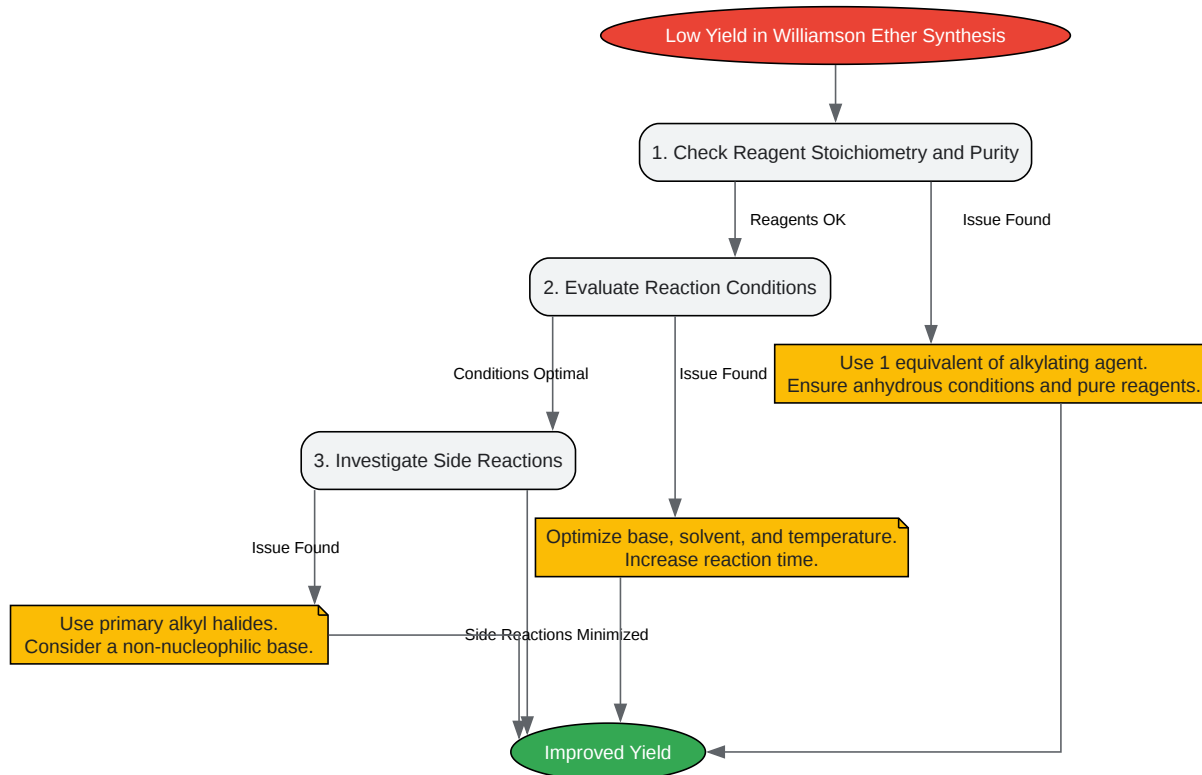 Low Yield in Williamson Ether Synthesis
1. Check Reagent Stoichiometry and Purity
Reagents OK
Issue Found
2. Evaluate Reaction Conditions
Use 1 equivalent of alkylating agent.
Ensure anhydrous conditions and pure reagents.
Conditions Optimal
Issue Found
3. Investigate Side Reactions
Optimize base, solvent, and temperature.
Increase reaction time.
Issue Found
Use primary alkyl halides.
Consider a non-nucleophilic base.
Side Reactions Minimized
Improved Yield